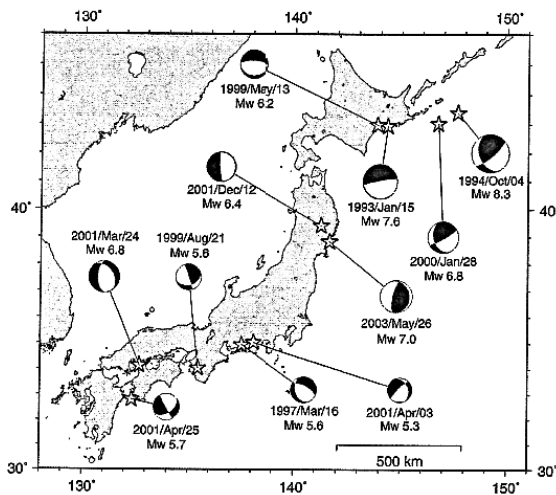 130˚
140˚
150˚
1999/May/13
Mw 6.2
2001/Dec/12
Mw 6.4
1993/Jan/15
Mw 7.6
1994/Oct/04
Mw 8.3
40˚
40˚
2001/Mar/24
Mw 6.8
1999/Aug/21
Mw 5.6
2000/Jan/28
Mw 6.8
2003/May/26
Mw 7.0
2001/Apr/25
Mw 5.7
1997/Mar/16
Mw 5.6
2001/Apr/03
Mw 5.3
500 km
30˚
30˚
130˚
140˚
150˚